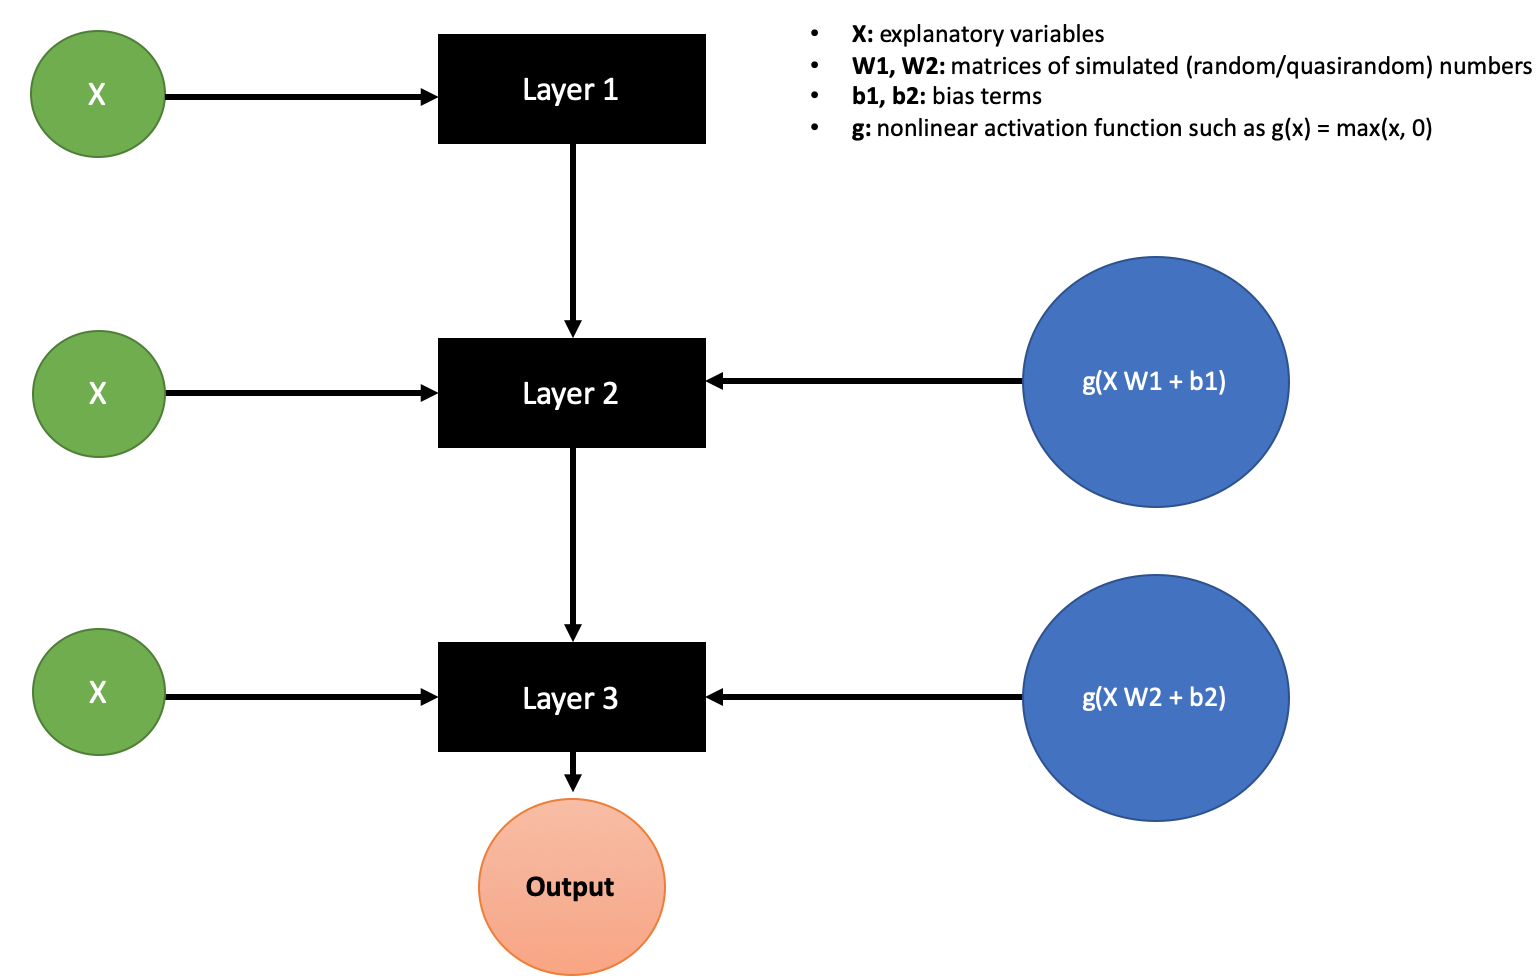 X
Layer 1
• X: explanatory variables
• W1, W2: matrices of simulated (random/quasirandom) numbers
• b1, b2: bias terms
• g: nonlinear activation function such as g(x) = max(x, 0)
X
Layer 2
g(X W1 + b1)
X
Layer 3
g(X W2 + b2)
Output